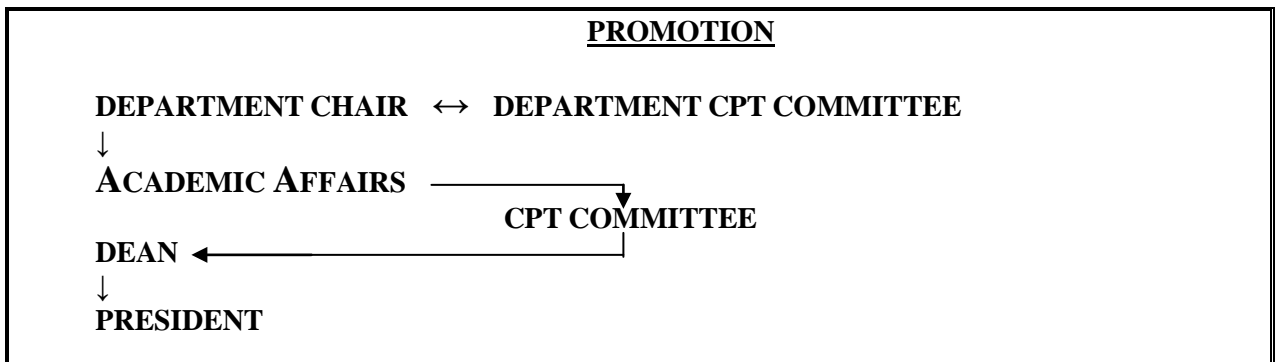 PROMOTION
DEPARTMENT CHAIR ↔ DEPARTMENT CPT COMMITTEE
↓
ACADEMIC AFFAIRS
CPT COMMITTEE
DEAN
↓
PRESIDENT